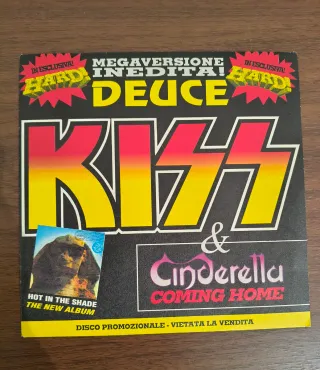 IN ESCLUSIVA!
HARD!
MEGAVERSIONE
INEDITA!
DEUCE
IN ESCLUSIVA!
HARD!
KISS
&
Cinderella
COMING HOME
HOT IN THE SHADE
THE NEW ALBUM
DISCO PROMOZIONALE - VIETATA LA VENDITA